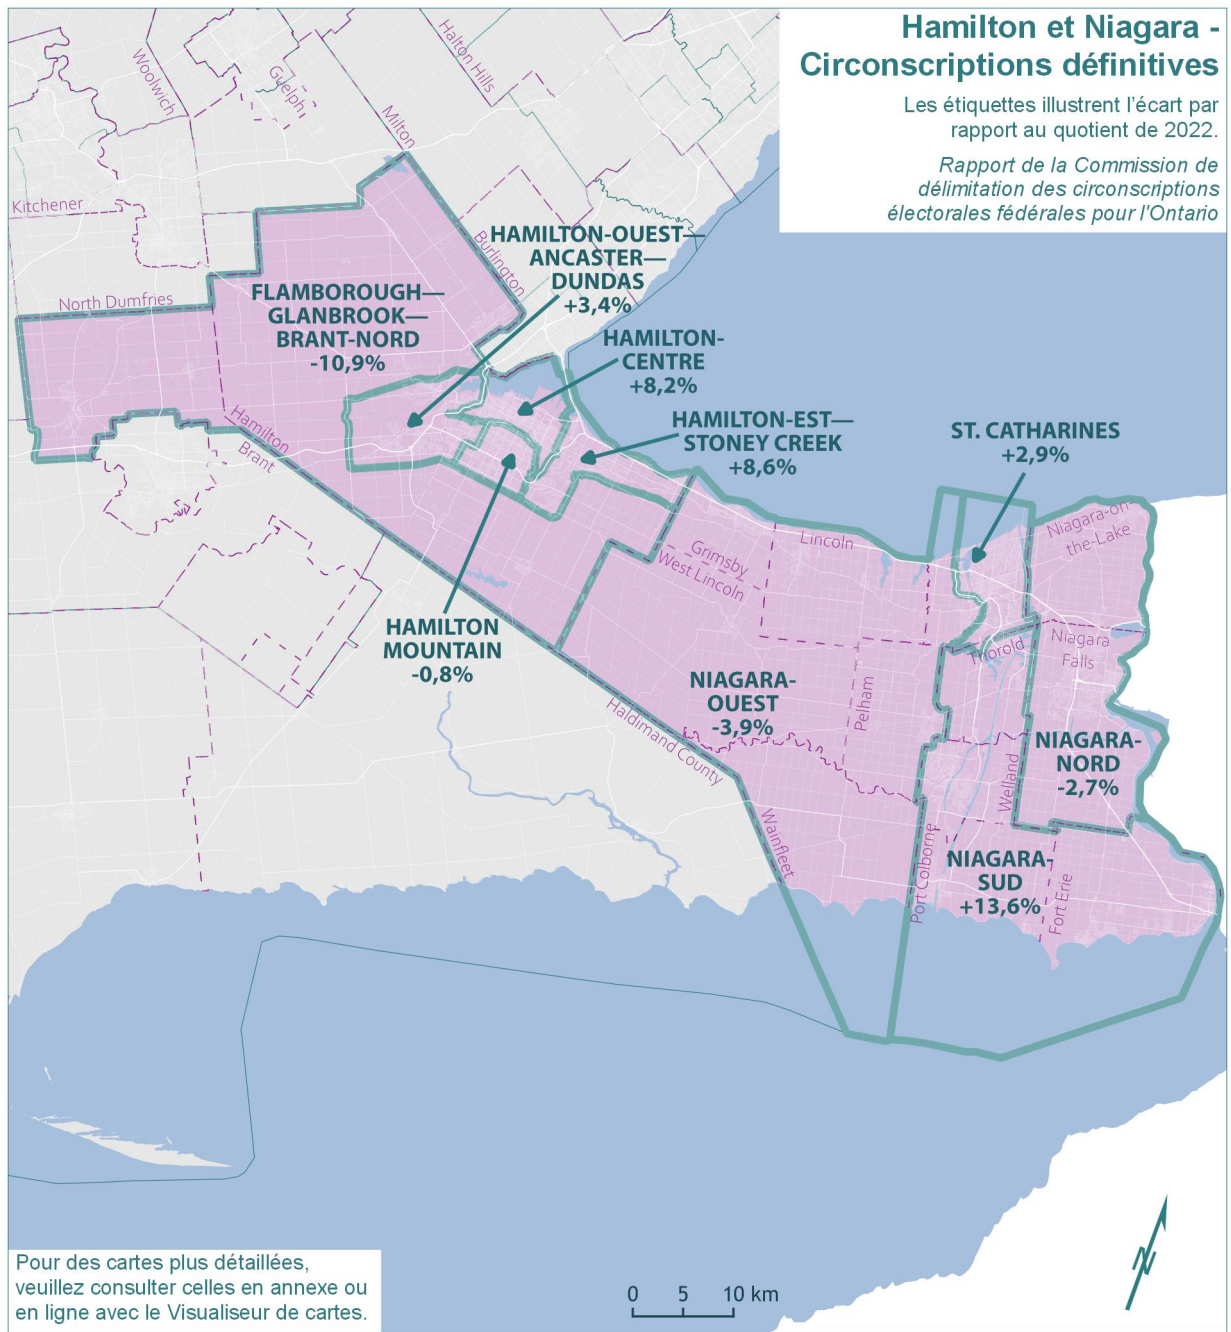 Hamilton et Niagara -
Circonscriptions définitives
Les étiquettes illustrent l'écart par
rapport au quotient de 2022.
Rapport de la Commission de
délimitation des circonscriptions
électorales fédérales pour l'Ontario
Woolwich
Guelph
Halton Hills
Milton
Kitchener
Burlington
North Dumfries
HAMILTON-OUEST—
ANCASTER—
DUNDAS
+3,4%
FLAMBOROUGH—
GLANBROOK—
BRANT-NORD
-10,9%
HAMILTON-
CENTRE
+8,2%
HAMILTON-EST—
STONEY CREEK
+8,6%
ST. CATHARINES
+2,9%
Hamilton
Brant
Niagara-on-
the-Lake
Lincoln
Grimsby
West Lincoln
HAMILTON
MOUNTAIN
-0,8%
Thorold
Niagara
Falls
NIAGARA-
OUEST
-3,9%
Pelham
Haldimand County
NIAGARA-
NORD
-2,7%
Welland
Wainfleet
Port Colborne
NIAGARA-
SUD
+13,6%
Fort Erie
Pour des cartes plus détaillées,
veuillez consulter celles en annexe ou
en ligne avec le Visualiseur de cartes.
0 5 10 km
N